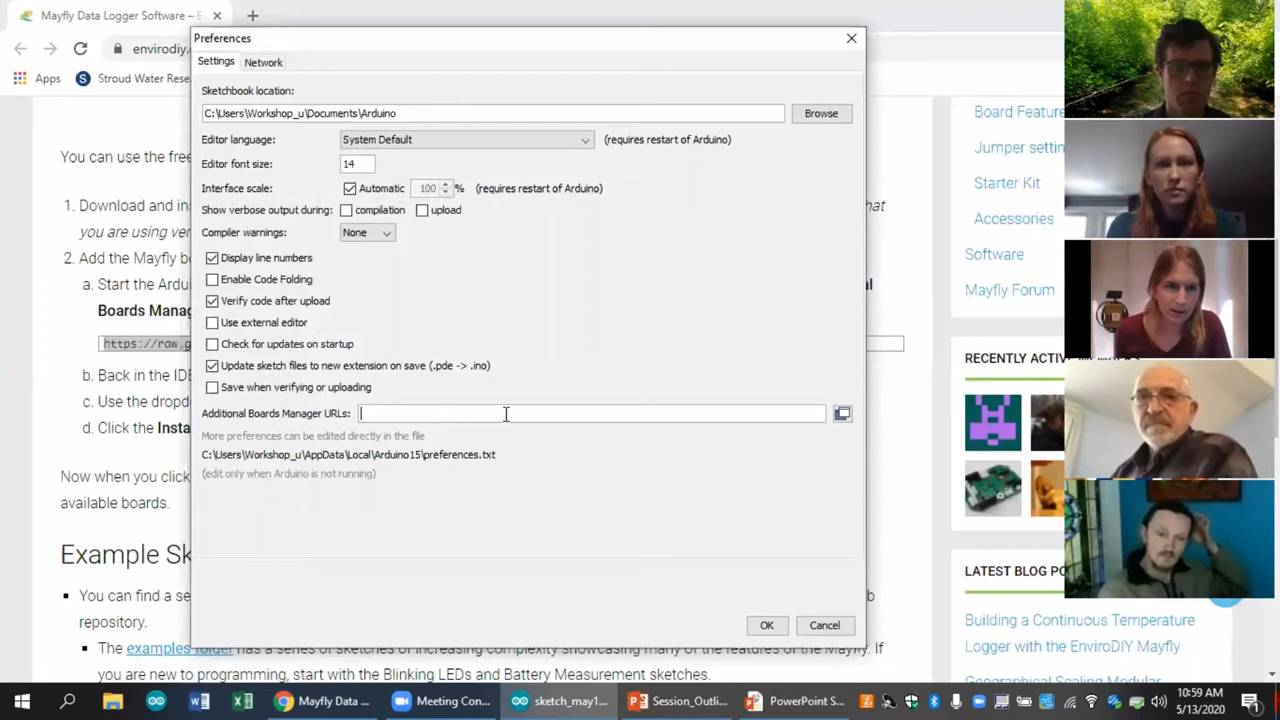 Mayfly Data Logger Software –
envirodiy.o
Apps
Stroud Water Rese
You can use the free
1. Download and ins
you are using vers
2. Add the Mayfly bo
a. Start the Ardui
Boards Manag
https://raw.g
b. Back in the IDE
c. Use the dropdo
d. Click the Insta
Now when you click
available boards.
Example Sk
You can find a se
repository.
The examples folder has a series of sketches of increasing complexity showcasing many of the features of the Mayfly. If
you are new to programming, start with the Blinking LEDs and Battery Measurement sketches.
Preferences
Settings
Network
Sketchbook location:
C:\Users\Workshop_u\Documents\Arduino
Browse
Editor language:
System Default
(requires restart of Arduino)
Editor font size:
14
Interface scale:
Automatic
100
%
(requires restart of Arduino)
Show verbose output during:
compilation
upload
Compiler warnings:
None
Display line numbers
Enable Code Folding
Verify code after upload
Use external editor
Check for updates on startup
Update sketch files to new extension on save (.pde -> .ino)
Save when verifying or uploading
Additional Boards Manager URLs:
More preferences can be edited directly in the file
C:\Users\Workshop_u\AppData\Local\Arduino15\preferences.txt
(edit only when Arduino is not running)
OK
Cancel
Board Feature
Jumper settin
Starter Kit
Accessories
Software
Mayfly Forum
RECENTLY ACTIVE
LATEST BLOG PO
Building a Continuous Temperature
Logger with the EnviroDIY Mayfly
Geographical Scaling Modular
Mayfly Data ...
Meeting Con...
sketch_may1...
Session_Outli...
PowerPoint S...
10:59 AM
5/13/2020